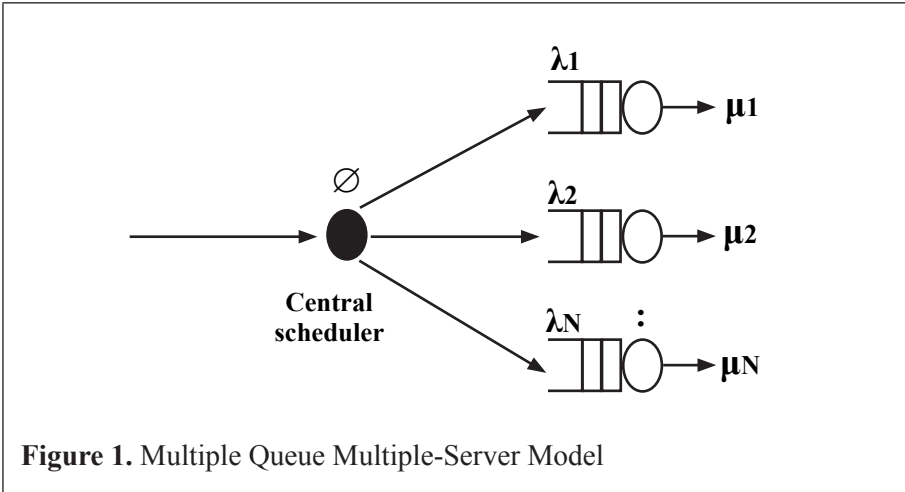 λ1
μ1
∅
λ2
μ2
Central
scheduler
λN
:
μN
Figure 1. Multiple Queue Multiple-Server Model